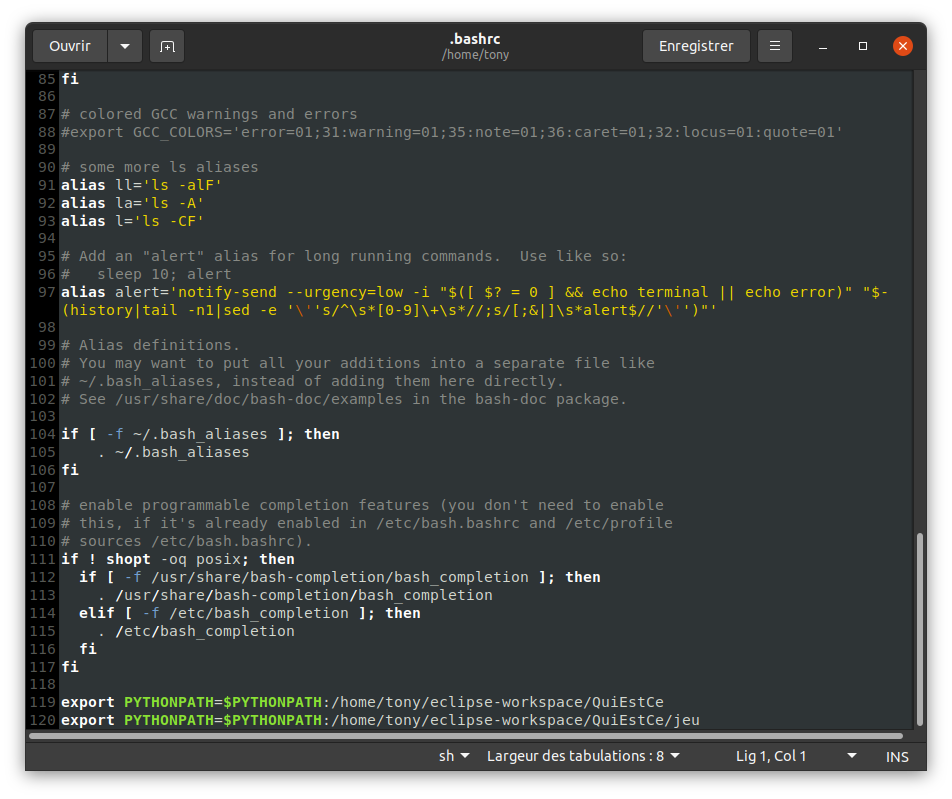 Ouvrir
.bashrc
/home/tony
Enregistrer
85 fi
86
87 # colored GCC warnings and errors
88 #export GCC_COLORS='error=01;31:warning=01;35:note=01;36:caret=01;32:locus=01:quote=01'
89
90 # some more ls aliases
91 alias ll='ls -alF'
92 alias la='ls -A'
93 alias l='ls -CF'
94
95 # Add an "alert" alias for long running commands.  Use like so:
96 #   sleep 10; alert
97 alias alert='notify-send --urgency=low -i "$([ $? = 0 ] && echo terminal || echo error)" "$-
(history|tail -n1|sed -e '\''s/^\s*[0-9]\+\s*//;s/[;&|]\s*alert$//'\'')"'
98
99 # Alias definitions.
100 # You may want to put all your additions into a separate file like
101 # ~/.bash_aliases, instead of adding them here directly.
102 # See /usr/share/doc/bash-doc/examples in the bash-doc package.
103
104 if [ -f ~/.bash_aliases ]; then
105     . ~/.bash_aliases
106 fi
107
108 # enable programmable completion features (you don't need to enable
109 # this, if it's already enabled in /etc/bash.bashrc and /etc/profile
110 # sources /etc/bash.bashrc).
111 if ! shopt -oq posix; then
112   if [ -f /usr/share/bash-completion/bash_completion ]; then
113     . /usr/share/bash-completion/bash_completion
114   elif [ -f /etc/bash_completion ]; then
115     . /etc/bash_completion
116   fi
117 fi
118
119 export PYTHONPATH=$PYTHONPATH:/home/tony/eclipse-workspace/QuiEstCe
120 export PYTHONPATH=$PYTHONPATH:/home/tony/eclipse-workspace/QuiEstCe/jeu
sh Largeur des tabulations : 8 Lig 1, Col 1 INS